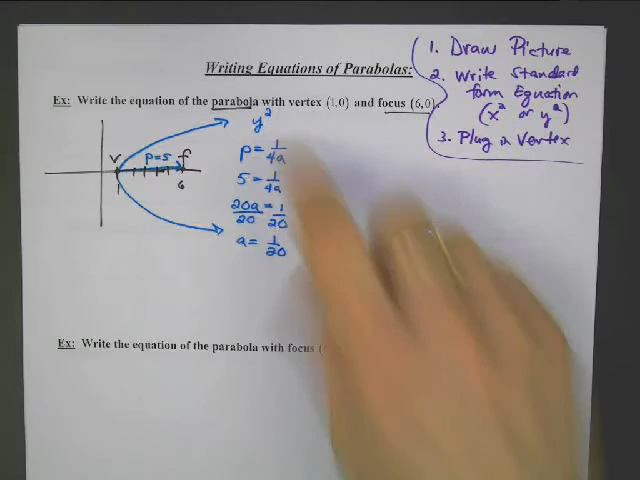 Writing Equations of Parabolas:
1. Draw Picture
2. Write Standard
form Equation
(x² or y²)
3. Plug in Vertex
Ex: Write the equation of the parabola with vertex (1,0) and focus (6,0)
y²
V
p=5
f
1
6
p = 1/4a
5 = 1/4a
20a/20 = 1/20
a = 1/20
Ex: Write the equation of the parabola with focus (